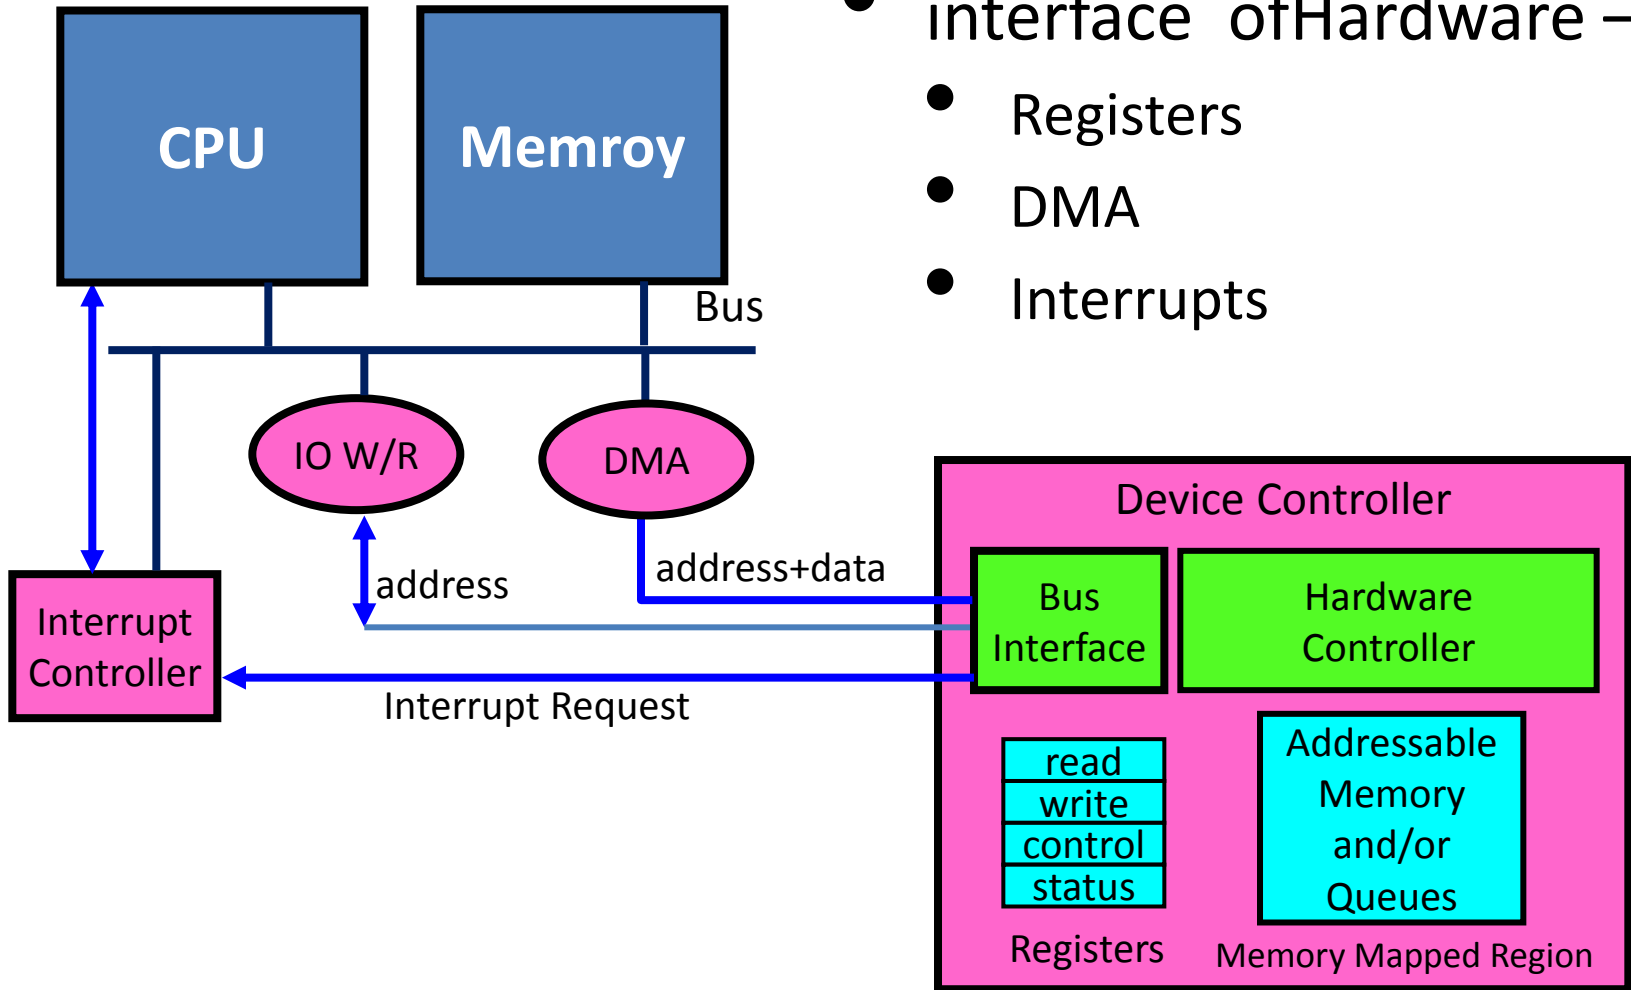 interface ofHardware –
Registers
DMA
Interrupts
CPU
Memroy
Bus
IO W/R
DMA
address
address+data
Interrupt
Controller
Interrupt Request
Device Controller
Bus
Interface
Hardware
Controller
read
write
control
status
Registers
Addressable
Memory
and/or
Queues
Memory Mapped Region